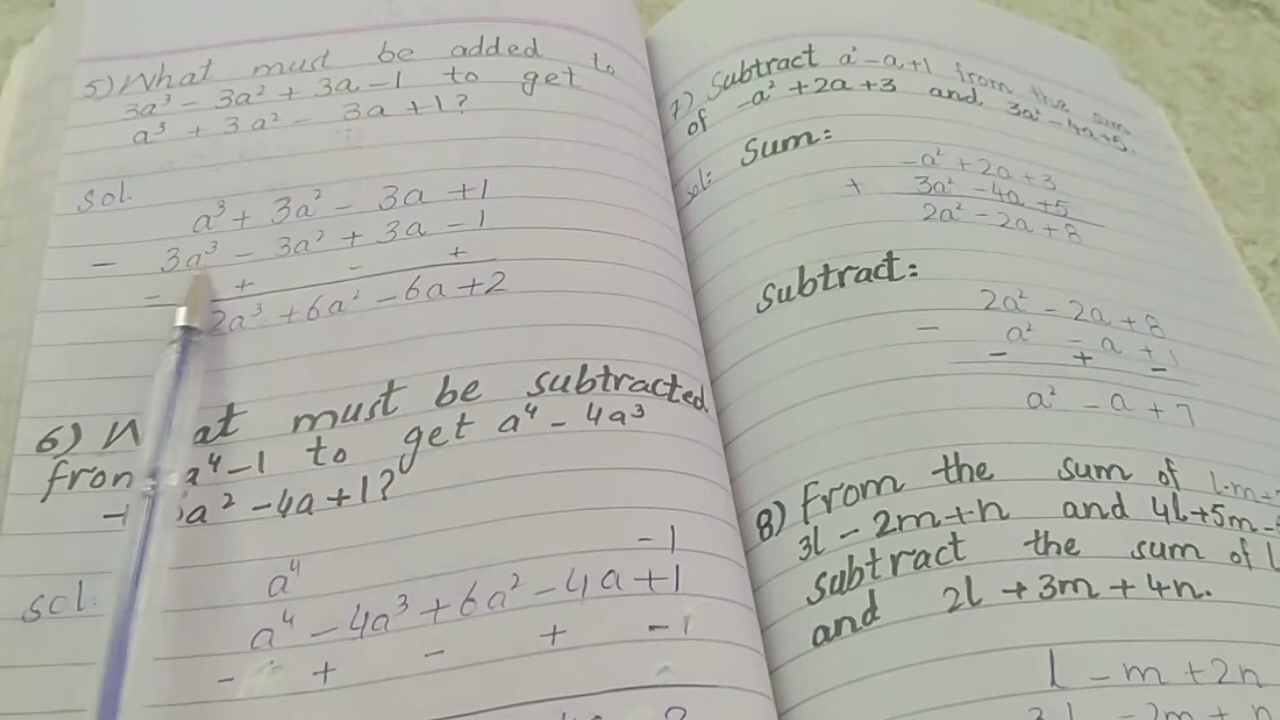 5) What must be added to
3a³ - 3a² + 3a - 1 to get
a³ + 3a² - 3a + 1?
sol.
a³ + 3a² - 3a + 1
- 3a³ - 3a² + 3a - 1
- + - +
2a³ + 6a² - 6a + 2
6) at must be subtracted
a⁴ - 1 to get a⁴ - 4a³
a² - 4a + 1?
sol:
a⁴ - 1
a⁴ - 4a³ + 6a² - 4a + 1
- + - + -
7) Subtract a² - a + 1 from the sum
of -a² + 2a + 3 and 3a² - 4a + 5.
sol: Sum:
-a² + 2a + 3
+ 3a² - 4a + 5
2a² - 2a + 8
Subtract:
2a² - 2a + 8
- a² - a + 1
- + -
a² - a + 7
8) From the sum of l - m +
3l - 2m + n and 4l + 5m -
subtract the sum of l
and 2l + 3m + 4n.
l - m + 2n
2m + n